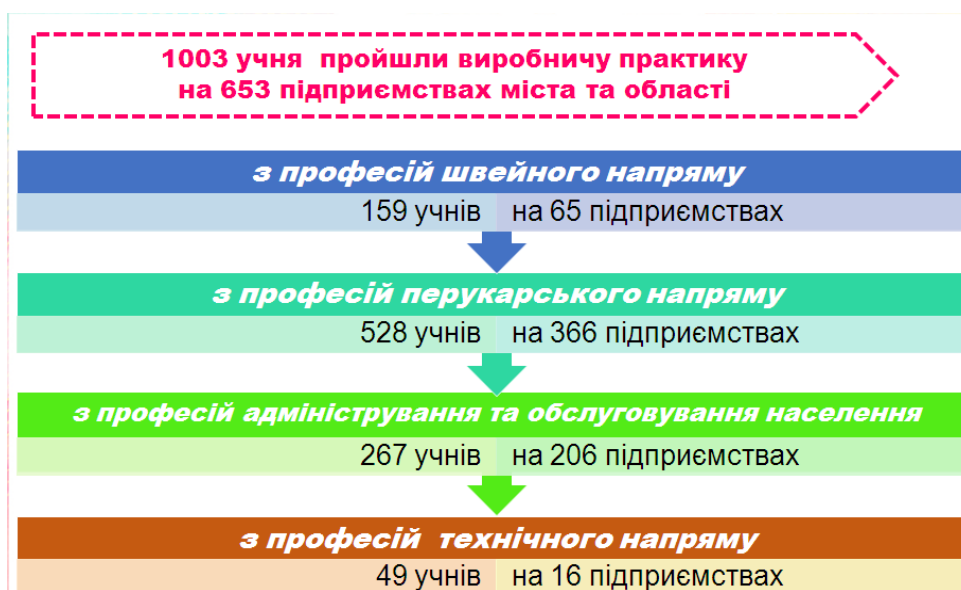 1003 учня пройшли виробничу практику
на 653 підприємствах міста та області
з професій швейного напряму
159 учнів на 65 підприємствах
з професій перукарського напряму
528 учнів на 366 підприємствах
з професій адміністрування та обслуговування населення
267 учнів на 206 підприємствах
з професій технічного напряму
49 учнів на 16 підприємствах